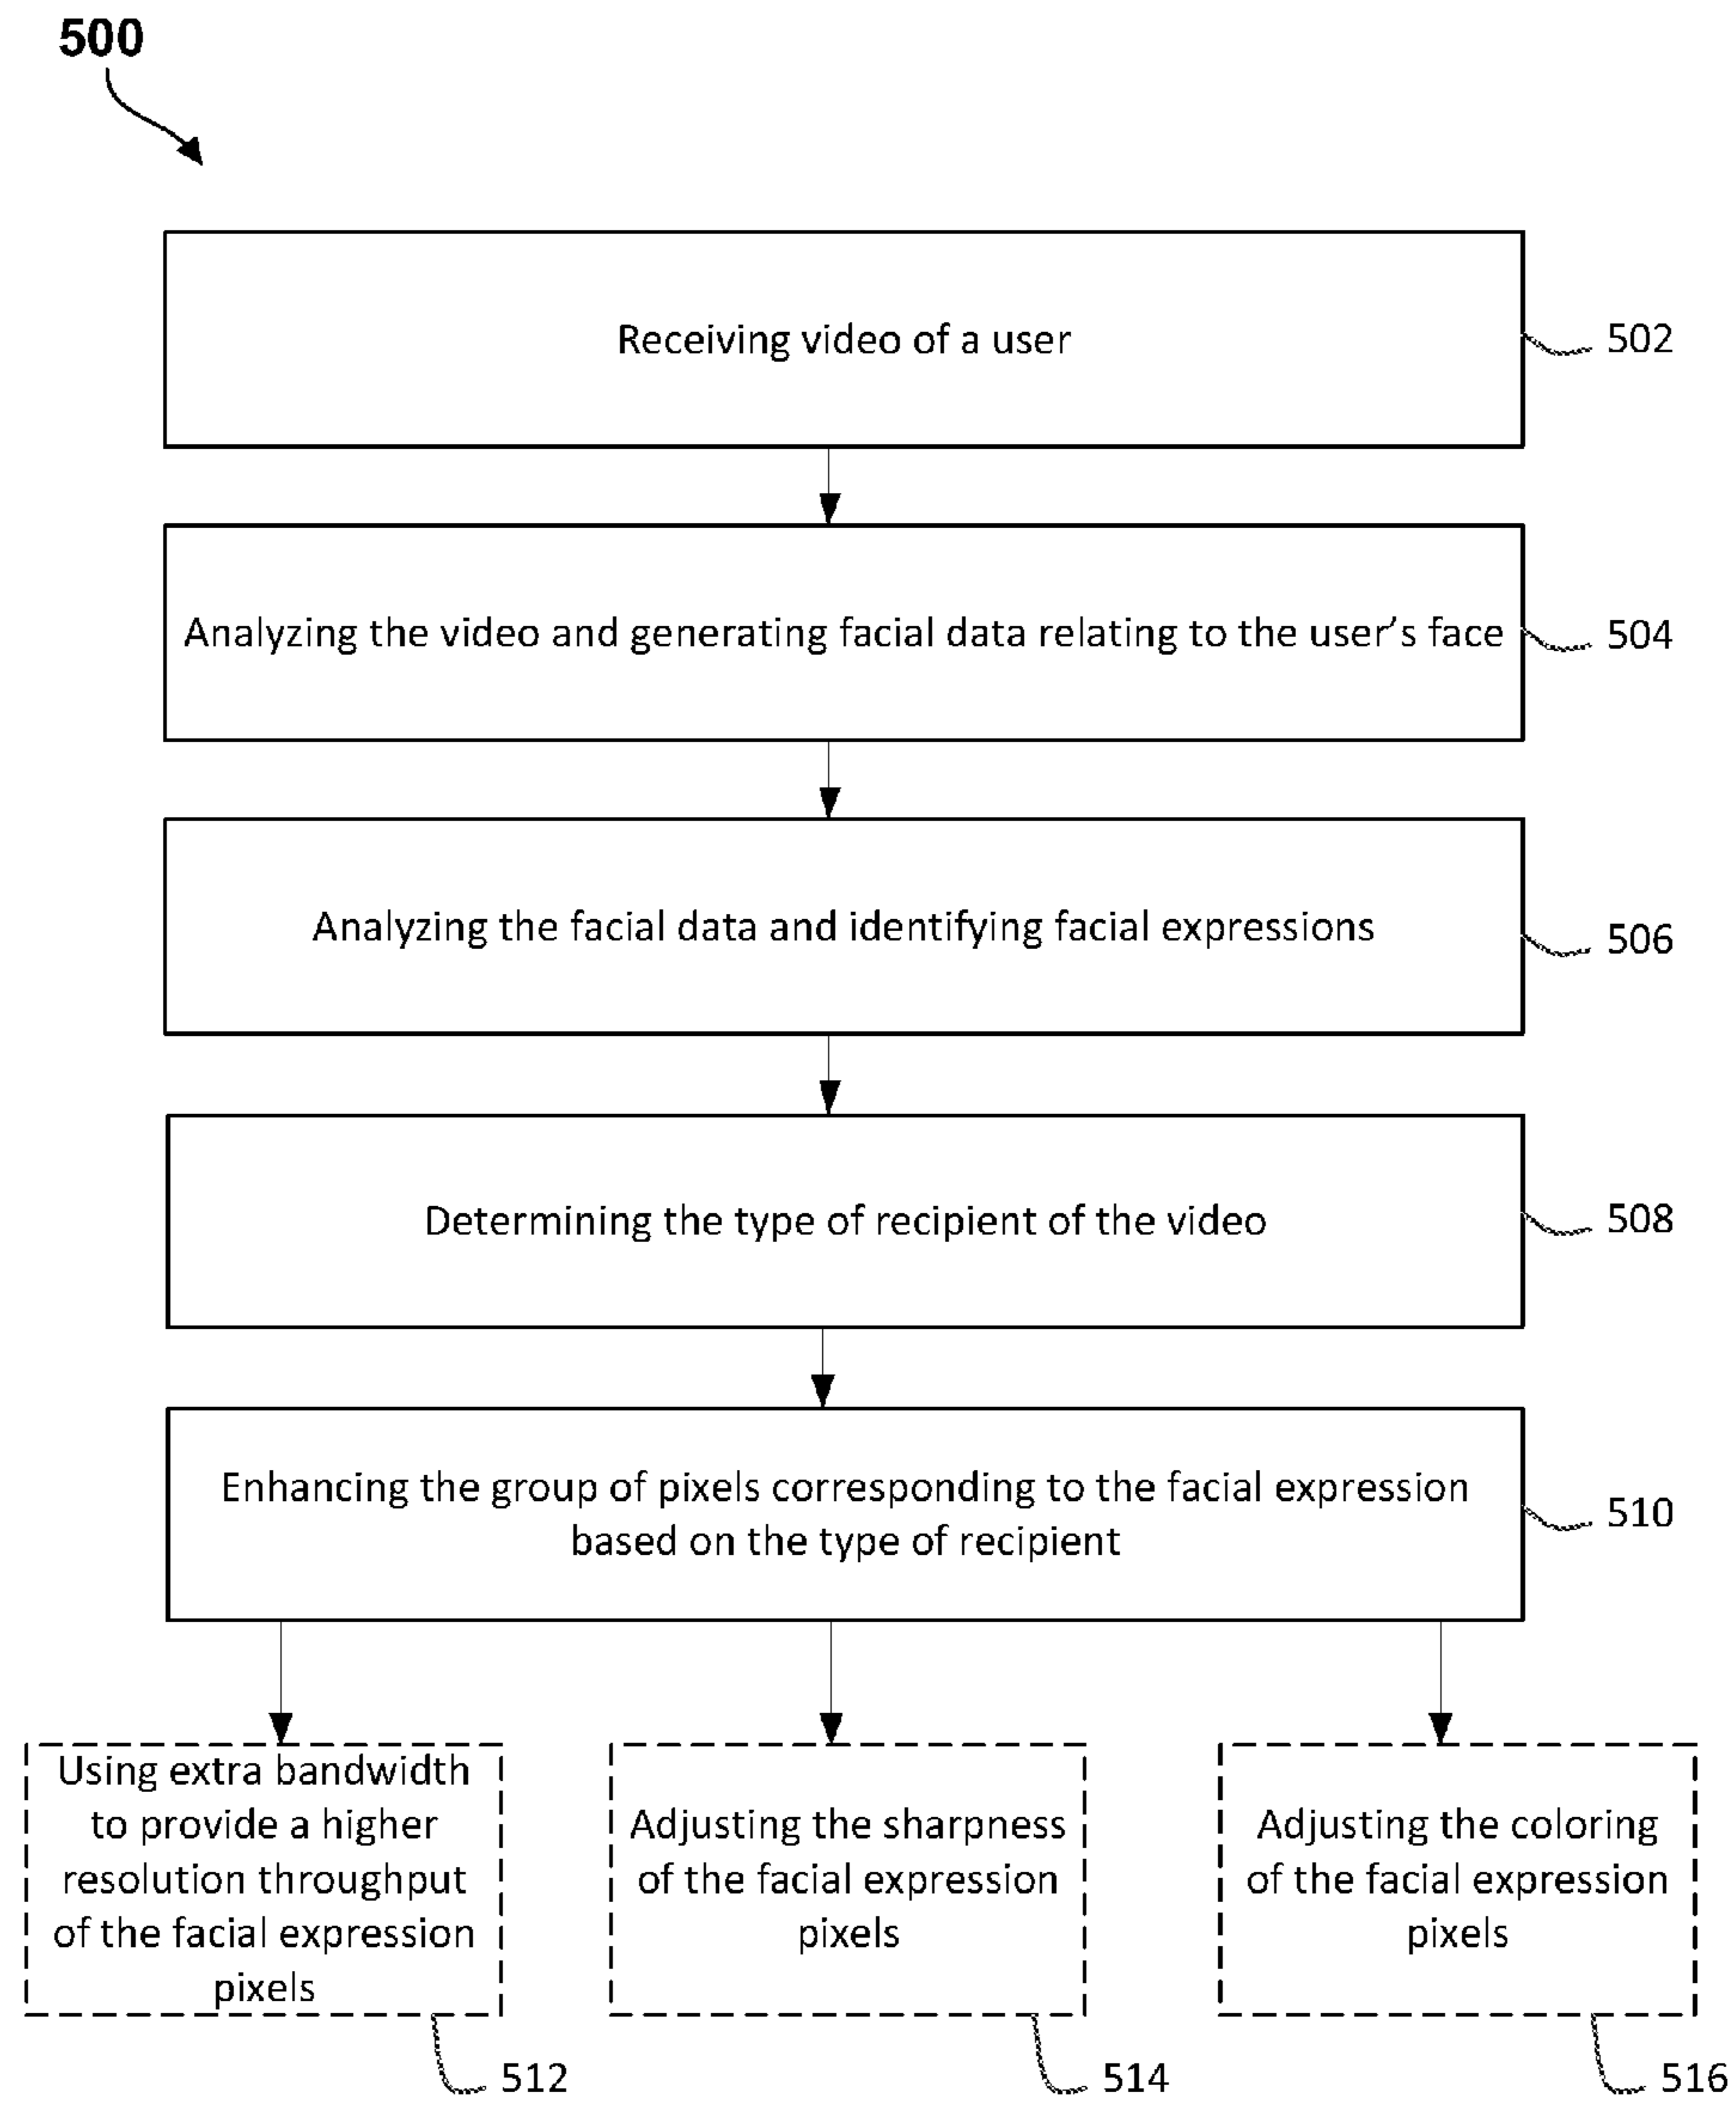 500
Receiving video of a user
502
Analyzing the video and generating facial data relating to the user’s face
504
Analyzing the facial data and identifying facial expressions
506
Determining the type of recipient of the video
508
Enhancing the group of pixels corresponding to the facial expression
based on the type of recipient
510
Using extra bandwidth
to provide a higher
resolution throughput
of the facial expression
pixels
512
Adjusting the sharpness
of the facial expression
pixels
514
Adjusting the coloring
of the facial expression
pixels
516